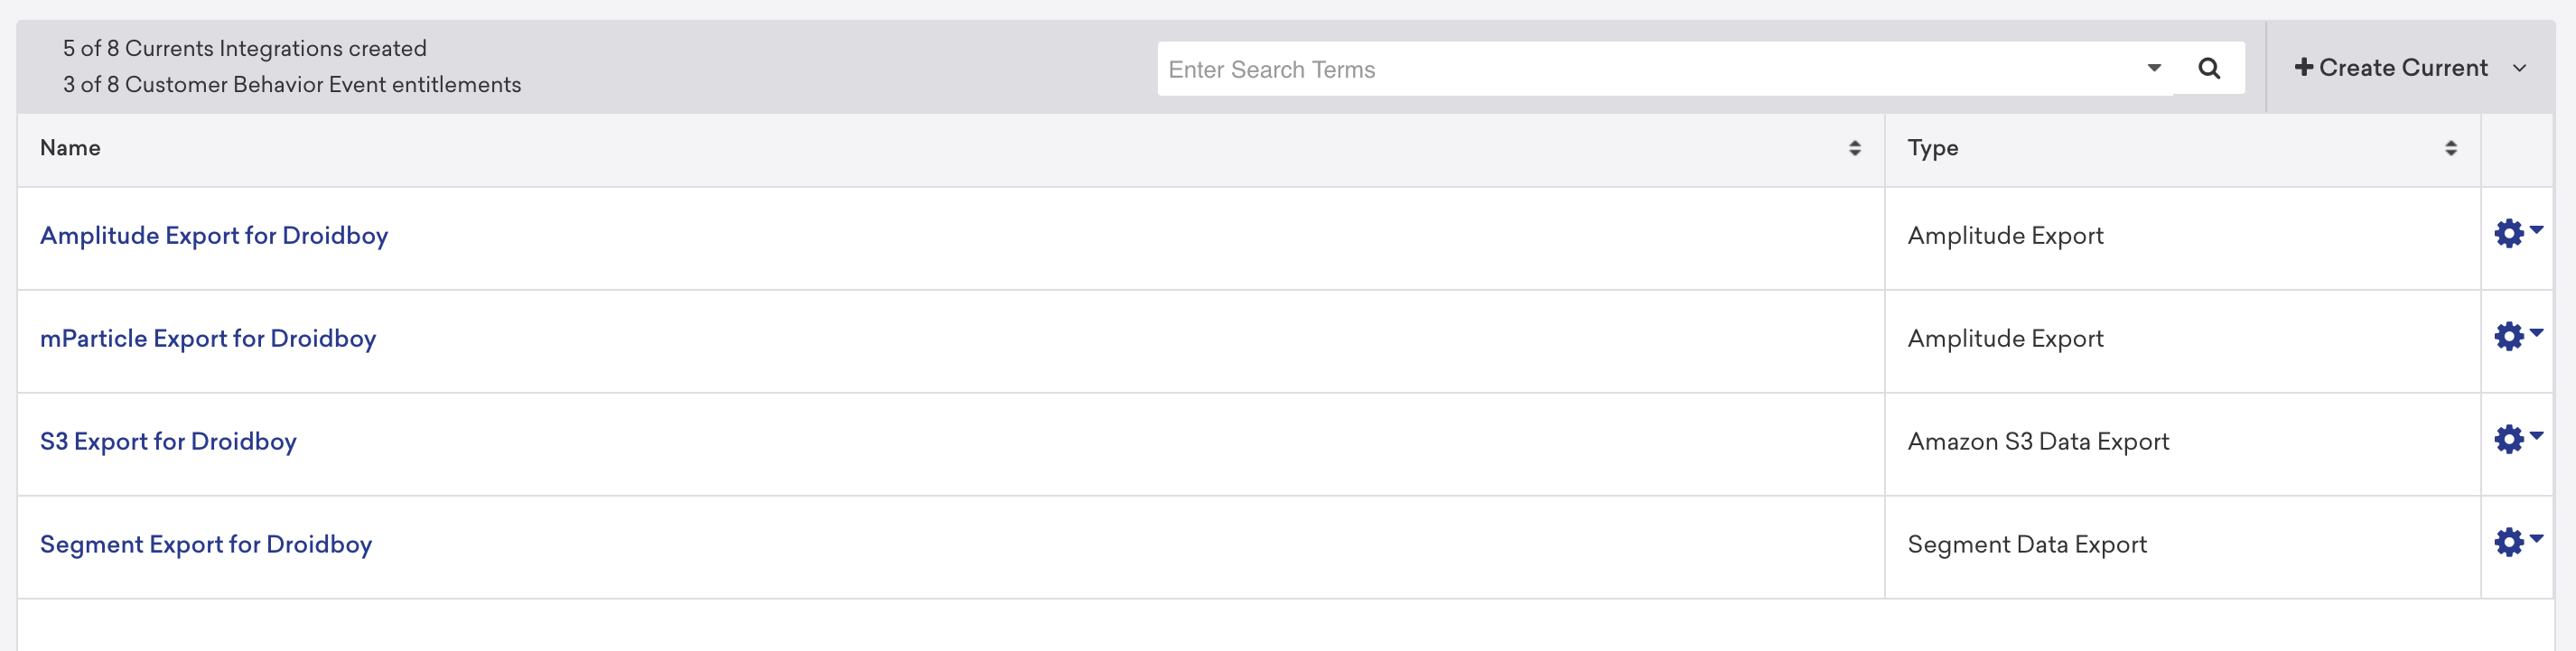 5 of 8 Currents Integrations created
3 of 8 Customer Behavior Event entitlements
Enter Search Terms
Create Current
Name
Type
Amplitude Export for Droidboy
Amplitude Export
mParticle Export for Droidboy
Amplitude Export
S3 Export for Droidboy
Amazon S3 Data Export
Segment Export for Droidboy
Segment Data Export